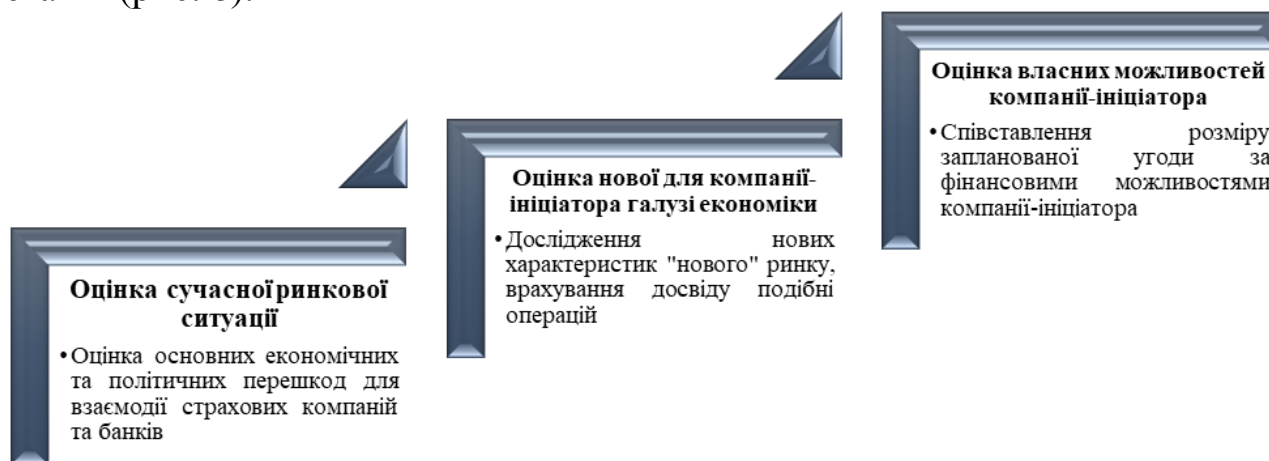 Оцінка сучасної ринкової
ситуації
•Оцінка основних економічних
та політичних перешкод для
взаємодії страхових компаній
та банків
Оцінка нової для компанії-
ініціатора галузі економіки
•Дослідження нових
характеристик "нового" ринку,
врахування досвіду подібні
операцій
Оцінка власних можливостей
компанії-ініціатора
•Співставлення розміру
запланованої угоди за
фінансовими можливостями
компанії-ініціатора